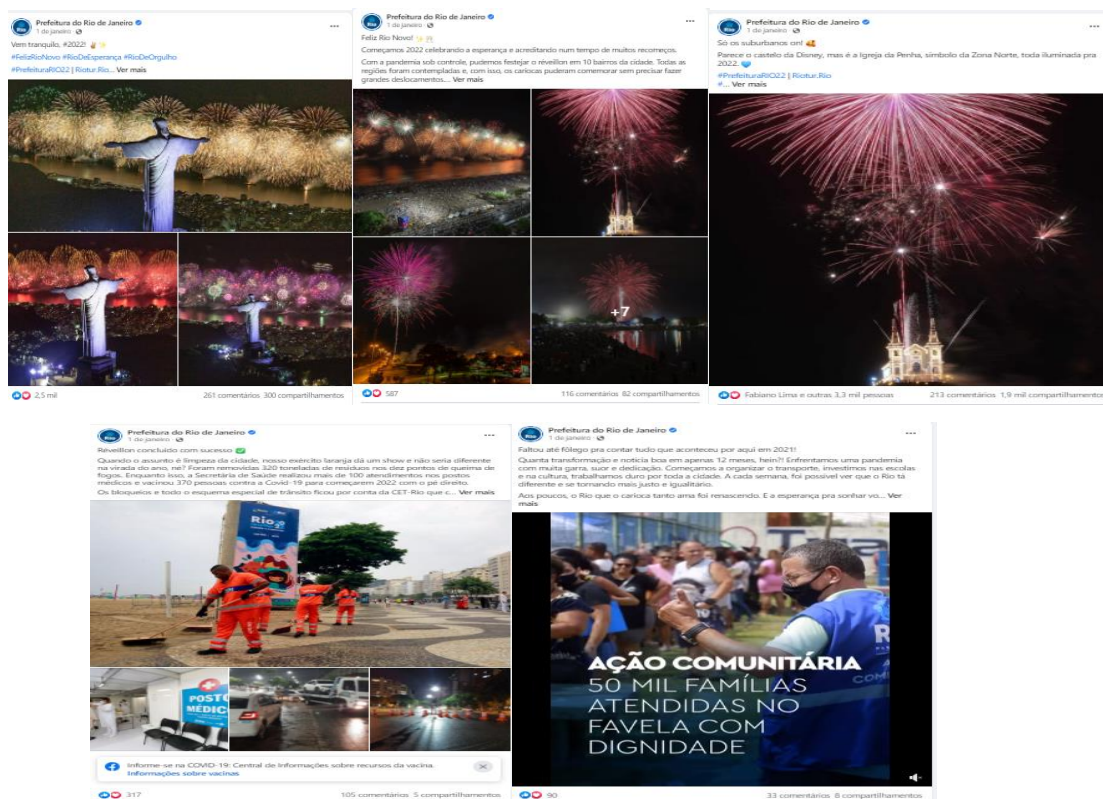 Prefeitura do Rio de Janeiro
1 de janeiro
Vem tranquilo, #2022!
#FelizRioNovo #RioDeEsperança #RioDeOrgulho
#PrefeituraRIO22 | Riotur.Rio... Ver mais
2,5 mil
261 comentários 300 compartilhamentos
Prefeitura do Rio de Janeiro
1 de janeiro
Feliz Rio Novo!
Começamos 2022 celebrando a esperança e acreditando num tempo de muitos recomeços.
Com a pandemia sob controle, pudemos festejar o réveillon em 10 bairros da cidade. Todas as
regiões foram contempladas e, com isso, os cariocas puderam comemorar sem precisar fazer
grandes deslocamentos.... Ver mais
+7
587
116 comentários 82 compartilhamentos
Prefeitura do Rio de Janeiro
1 de janeiro
Só os suburbanos on!
Parece o castelo da Disney, mas é a Igreja da Penha, símbolo da Zona Norte, toda iluminada pra
2022.
#PrefeituraRIO22 | Riotur.Rio
#... Ver mais
Fabiano Lima e outras 3,3 mil pessoas
213 comentários 1,9 mil compartilhamentos
Prefeitura do Rio de Janeiro
1 de janeiro
Réveillon concluído com sucesso
Quando o assunto é limpeza da cidade, nosso exército laranja dá um show e não seria diferente
na virada do ano, né? Foram removidas 320 toneladas de resíduos nos dez pontos de queima de
fogos. Enquanto isso, a Secretária de Saúde realizou mais de 100 atendimentos nos postos
médicos e vacinou 370 pessoas contra a Covid-19 para começarem 2022 com o pé direito.
Os bloqueios e todo o esquema especial de trânsito ficou por conta da CET-Rio que c... Ver mais
Rio
POSTO
MÉDIC
Informe-se na COVID-19: Central de Informações sobre recursos da vacina.
Informações sobre vacinas
317
105 comentários 5 compartilhamentos
Prefeitura do Rio de Janeiro
1 de janeiro
Faltou até fôlego pra contar tudo que aconteceu por aqui em 2021!
Quanta transformação e notícia boa em apenas 12 meses, hein?! Enfrentamos uma pandemia
com muita garra, suor e dedicação. Começamos a organizar o transporte, investimos nas escolas
e na cultura, trabalhamos duro por toda a cidade. A cada semana, foi possível ver que o Rio tá
diferente e se tornando mais justo e igualitário.
Aos poucos, o Rio que o carioca tanto ama foi renascendo. E a esperança pra sonhar vo... Ver
mais
AÇÃO COMUNITÁRIA
50 MIL FAMÍLIAS
ATENDIDAS NO
FAVELA COM
DIGNIDADE
90
33 comentários 8 compartilhamentos